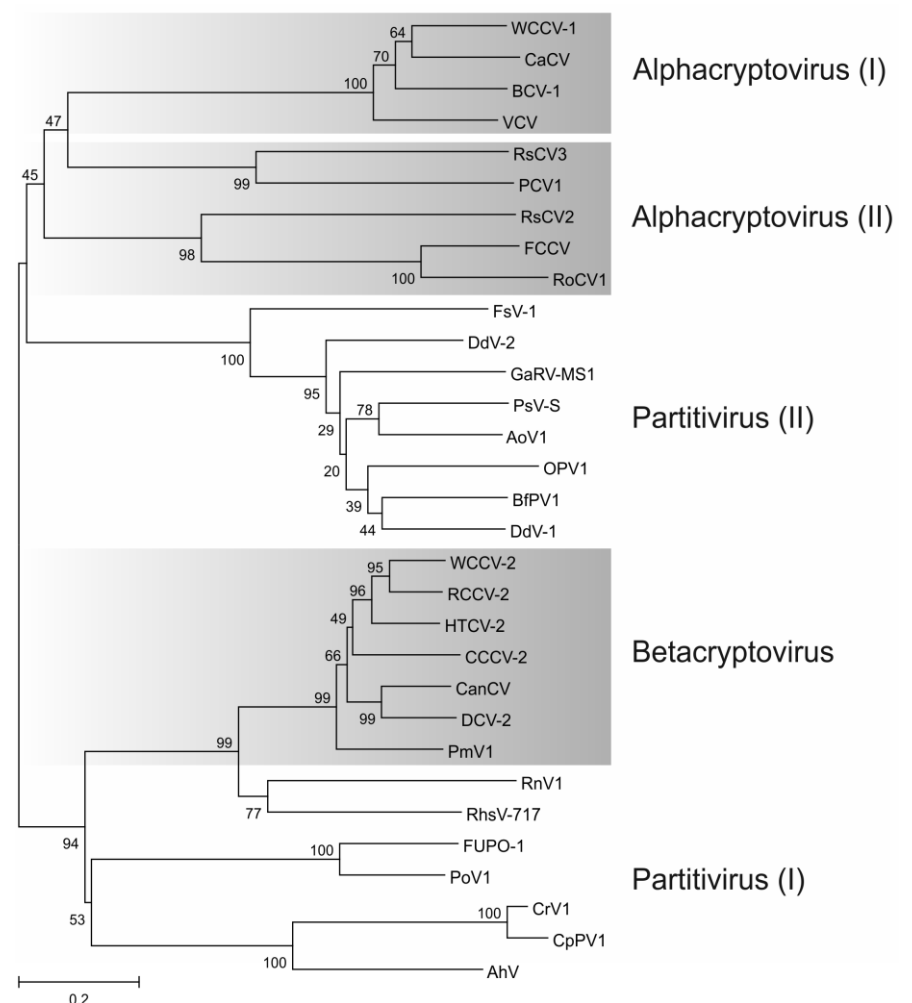 WCCV-1
64
CaCV
70
Alphacryptovirus (I)
100
BCV-1
VCV
47
RsCV3
99
PCV1
45
RsCV2
Alphacryptovirus (II)
98
FCCV
100
RoCV1
FsV-1
100
DdV-2
95
GaRV-MS1
78
PsV-S
Partitivirus (II)
29
AoV1
20
OPV1
39
BfPV1
44
DdV-1
WCCV-2
95
RCCV-2
96
HTCV-2
49
Betacryptovirus
CCCV-2
66
CanCV
99
99
DCV-2
99
PmV1
RnV1
77
RhsV-717
94
FUPO-1
100
PoV1
Partitivirus (I)
53
CrV1
100
CpPV1
100
AhV
0.2